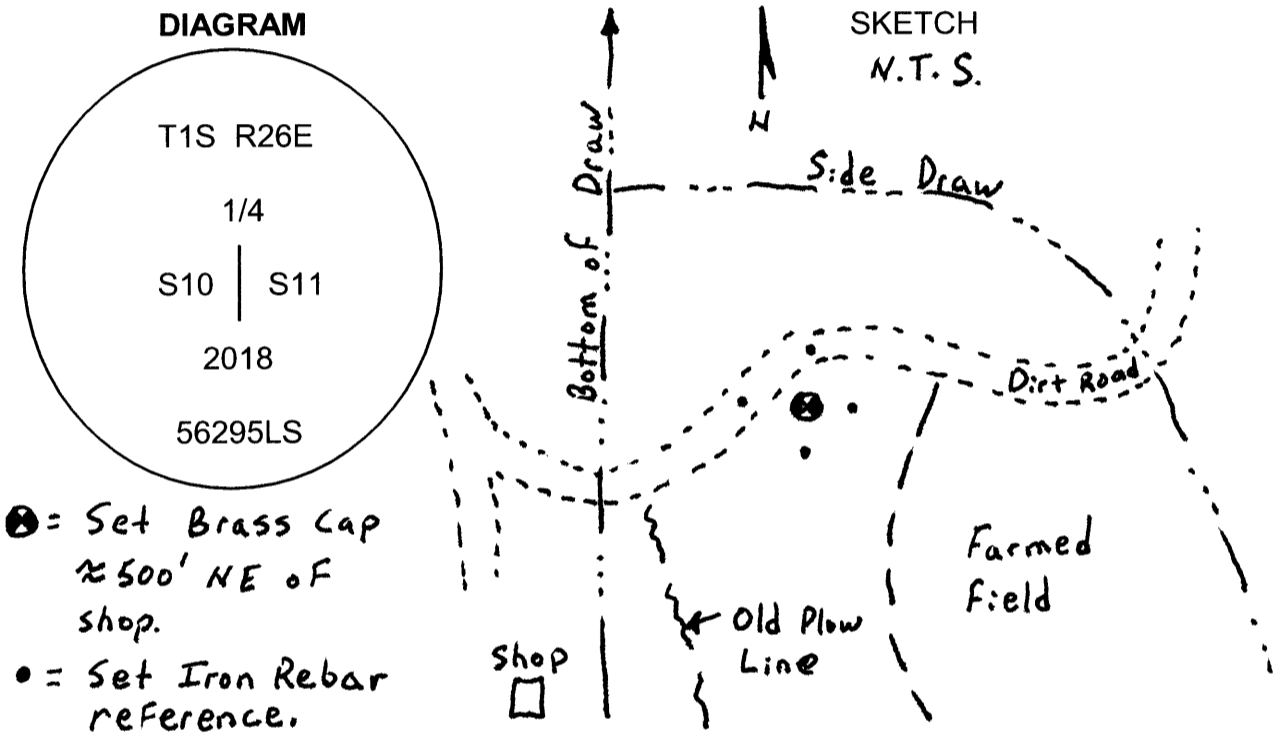 DIAGRAM
T1S R26E
1/4
S10 S11
2018
56295LS
= Set Brass Cap
≈500' NE of
shop.
• = Set Iron Rebar
reference.
SKETCH
N.T.S.
N
Bottom of Draw
Side Draw
Dirt Road
Farmed
Field
Old Plow
Line
Shop